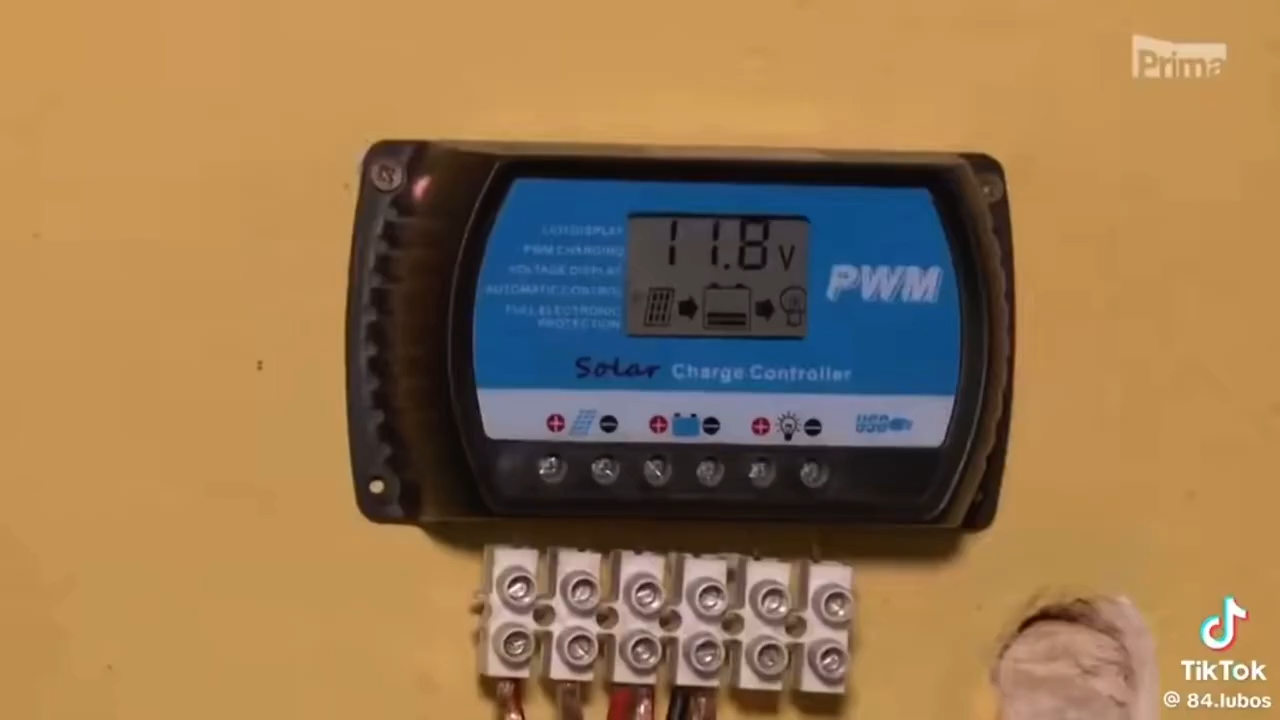 Prima
11.8 V
LCD DISPLAY
PWM CHARGING
VOLTAGE DISPLAY
AUTOMATIC CONTROL
FULL ELECTRONIC
PROTECTION
PWM
Solar Charge Controller
USB
TikTok
@ 84.lubos